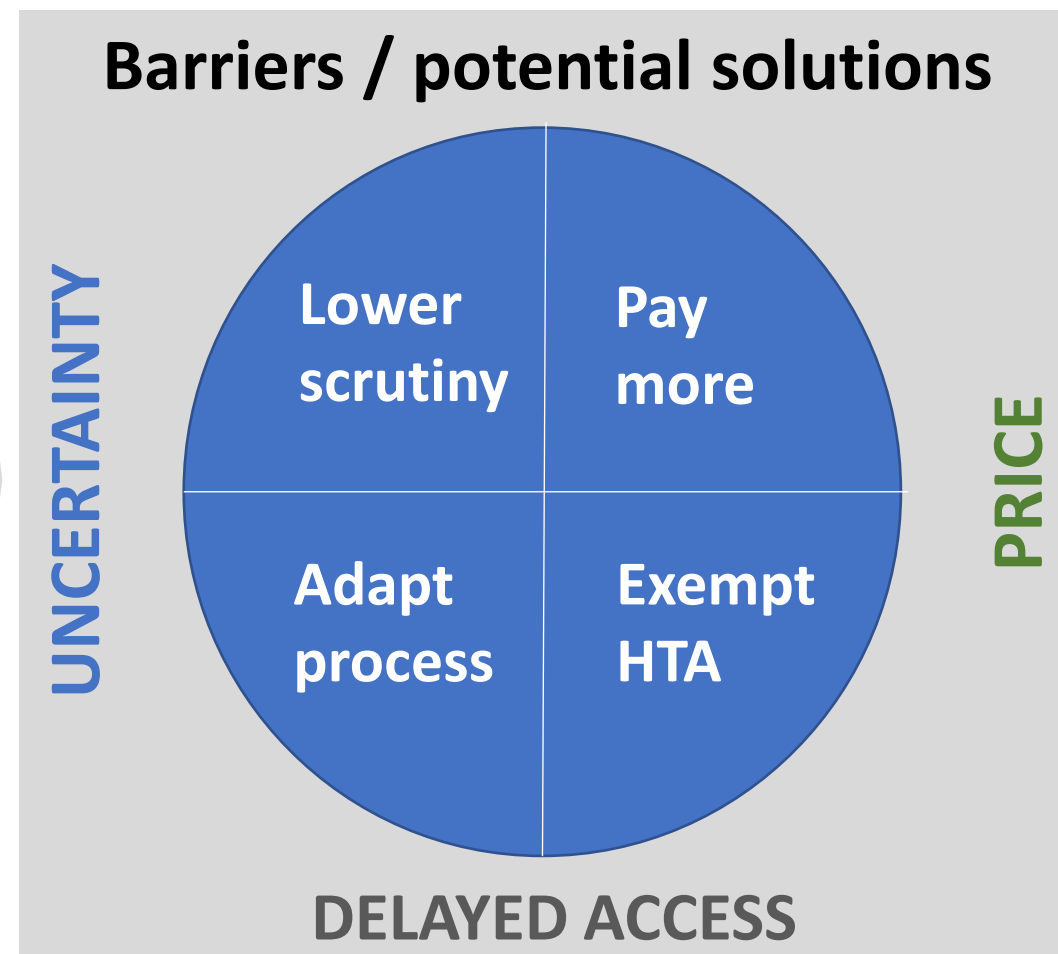 Barriers / potential solutions
UNCERTAINTY
Lower
scrutiny
Pay
more
PRICE
Adapt
process
Exempt
HTA
DELAYED ACCESS